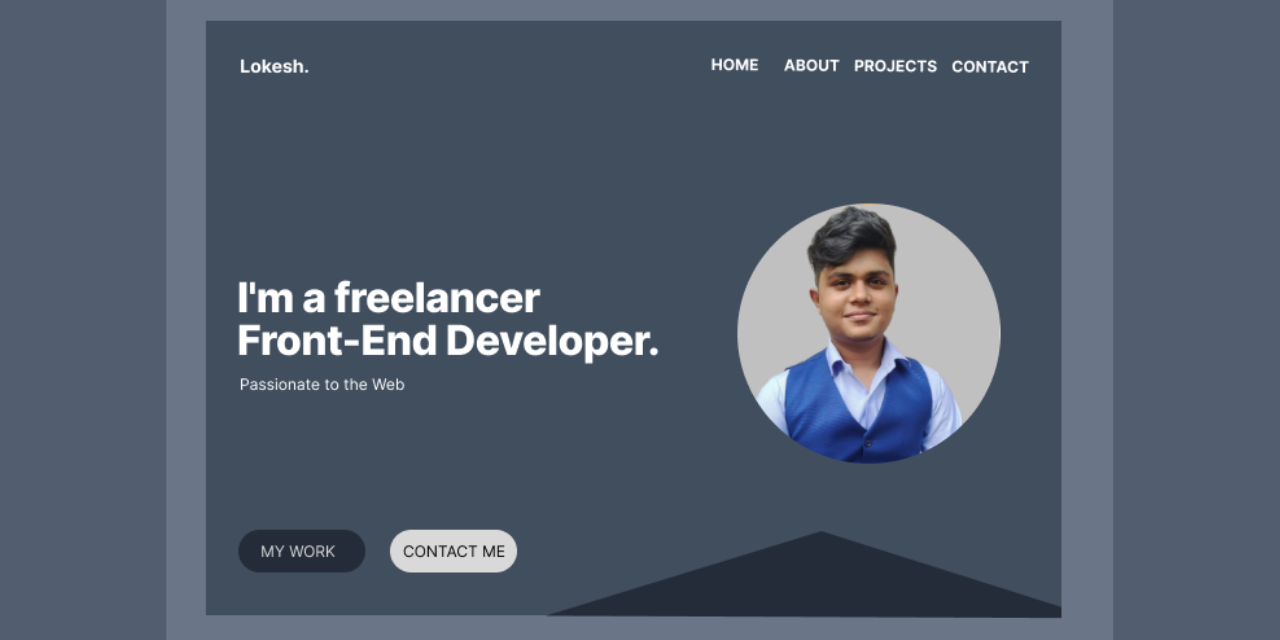 Lokesh.
HOME ABOUT PROJECTS CONTACT
I'm a freelancer
Front-End Developer.
Passionate to the Web
MY WORK
CONTACT ME